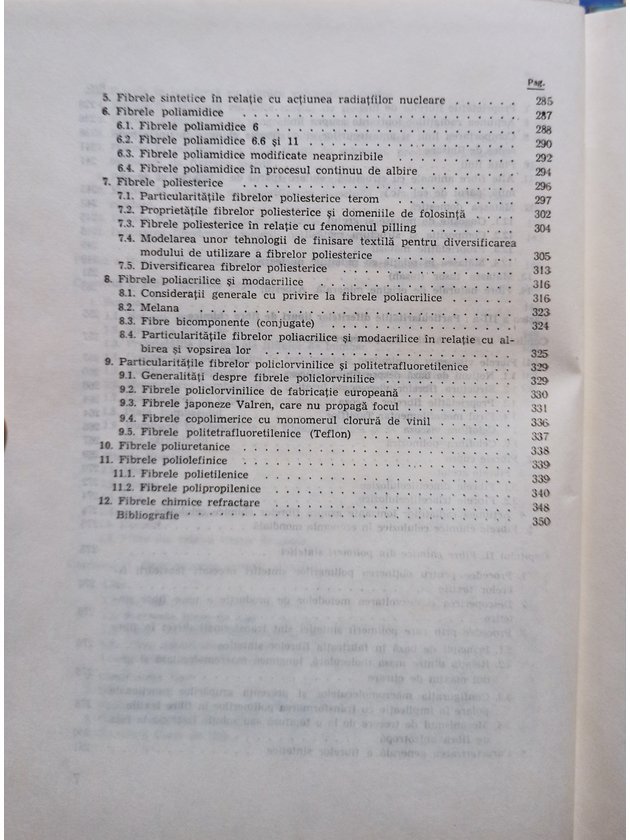 Pag.
5. Fibrele sintetice în relație cu acțiunea radiațiilor nucleare . . . . . . 285
6. Fibrele poliamidice . . . . . . 287
6.1. Fibrele poliamidice 6 . . . . . . 288
6.2. Fibrele poliamidice 6.6 și 11 . . . . . . 290
6.3. Fibrele poliamidice modificate neaprinzibile . . . . . . 292
6.4. Fibrele poliamidice în procesul continuu de albire . . . . . . 294
7. Fibrele poliesterice . . . . . . 296
7.1. Particularitățile fibrelor poliesterice terom . . . . . . 297
7.2. Proprietățile fibrelor poliesterice și domeniile de folosință . . . . . . 302
7.3. Fibrele poliesterice în relație cu fenomenul pilling . . . . . . 304
7.4. Modelarea unor tehnologii de finisare textilă pentru diversificarea
modului de utilizare a fibrelor poliesterice . . . . . . 305
7.5. Diversificarea fibrelor poliesterice . . . . . . 313
8. Fibrele poliacrilice și modacrilice . . . . . . 316
8.1. Considerații generale cu privire la fibrele poliacrilice . . . . . . 316
8.2. Melana . . . . . . 323
8.3. Fibre bicomponente (conjugate) . . . . . . 324
8.4. Particularitățile fibrelor poliacrilice și modacrilice în relație cu al-
birea și vopsirea lor . . . . . . 325
9. Particularitățile fibrelor policlorvinilice și politetrafluoretilenice 329
9.1. Generalități despre fibrele policlorvinilice . . . . . . 329
9.2. Fibrele policlorvinilice de fabricație europeană . . . . . . 330
9.3. Fibrele japoneze Valren, care nu propagă focul . . . . . . 331
9.4. Fibrele copolimerice cu monomerul clorură de vinil . . . . . . 336
9.5. Fibrele politetrafluoretilenice (Teflon) . . . . . . 337
10. Fibrele poliuretanice . . . . . . 338
11. Fibrele poliolefinice . . . . . . 339
11.1. Fibrele polietilenice . . . . . . 339
11.2. Fibrele polipropilenice . . . . . . 340
12. Fibrele chimice refractare . . . . . . 348
Bibliografie . . . . . . 350